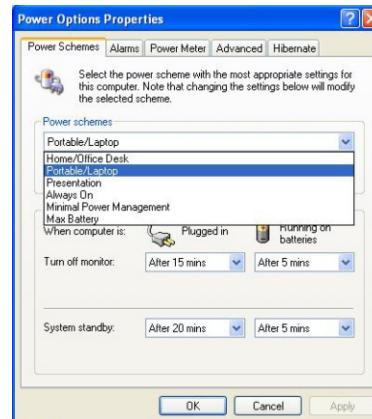 Power Options Properties
Power Schemes Alarms Power Meter Advanced Hibernate
Select the power scheme with the most appropriate settings for
this computer. Note that changing the settings below will modify
the selected scheme.
Power schemes
Portable/Laptop
Home/Office Desk
Portable/Laptop
Presentation
Always On
Minimal Power Management
Max Battery
When computer is: Plugged in Running on
batteries
Turn off monitor: After 15 mins After 5 mins
System standby: After 20 mins After 5 mins
OK Cancel Apply